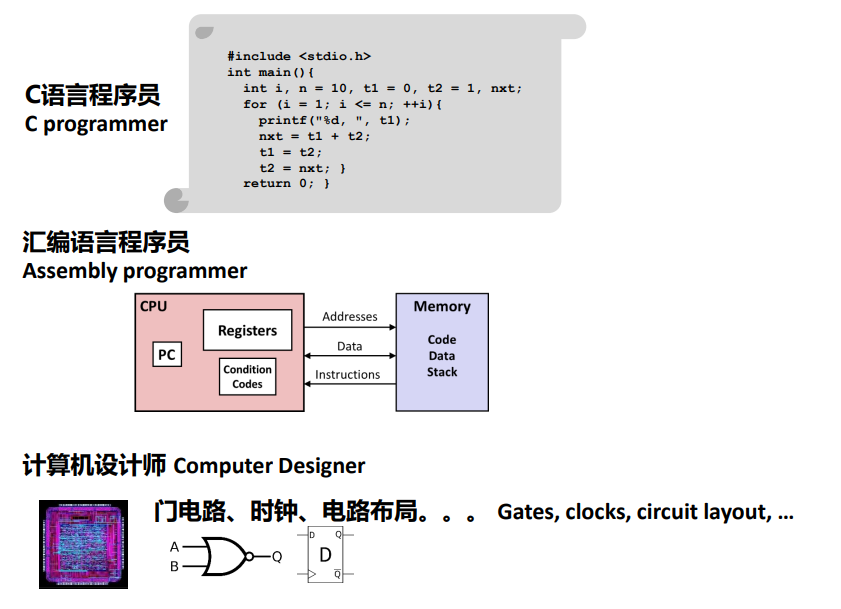 C语言程序员
C programmer
#include <stdio.h>
int main(){
int i, n = 10, t1 = 0, t2 = 1, nxt;
for (i = 1; i <= n; ++i){
printf("%d, ", t1);
nxt = t1 + t2;
t1 = t2;
t2 = nxt; }
return 0; }
汇编语言程序员
Assembly programmer
CPU
Registers
PC
Condition
Codes
Addresses
Data
Instructions
Memory
Code
Data
Stack
计算机设计师 Computer Designer
门电路、时钟、电路布局。。。 Gates, clocks, circuit layout, ...
A
B
Q
D
Q
D
Q̅